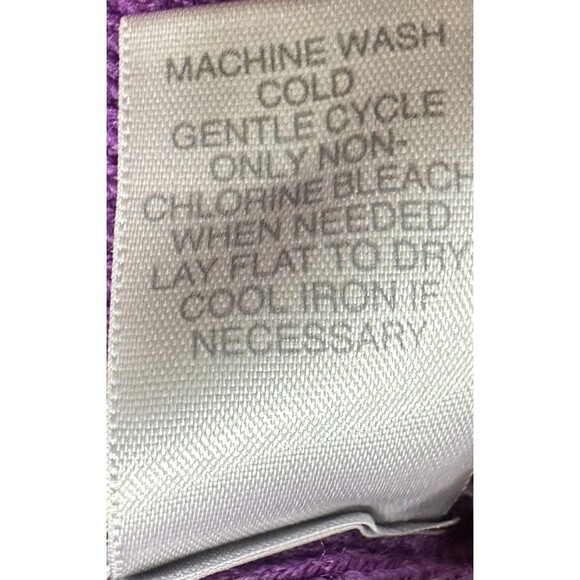 MACHINE WASH
COLD
GENTLE CYCLE
ONLY NON-
CHLORINE BLEACH
WHEN NEEDED
LAY FLAT TO DRY
COOL IRON IF
NECESSARY